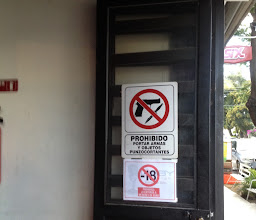 PROHIBIDO
PORTAR ARMAS
Y OBJETOS
PUNZOCORTANTES
-18